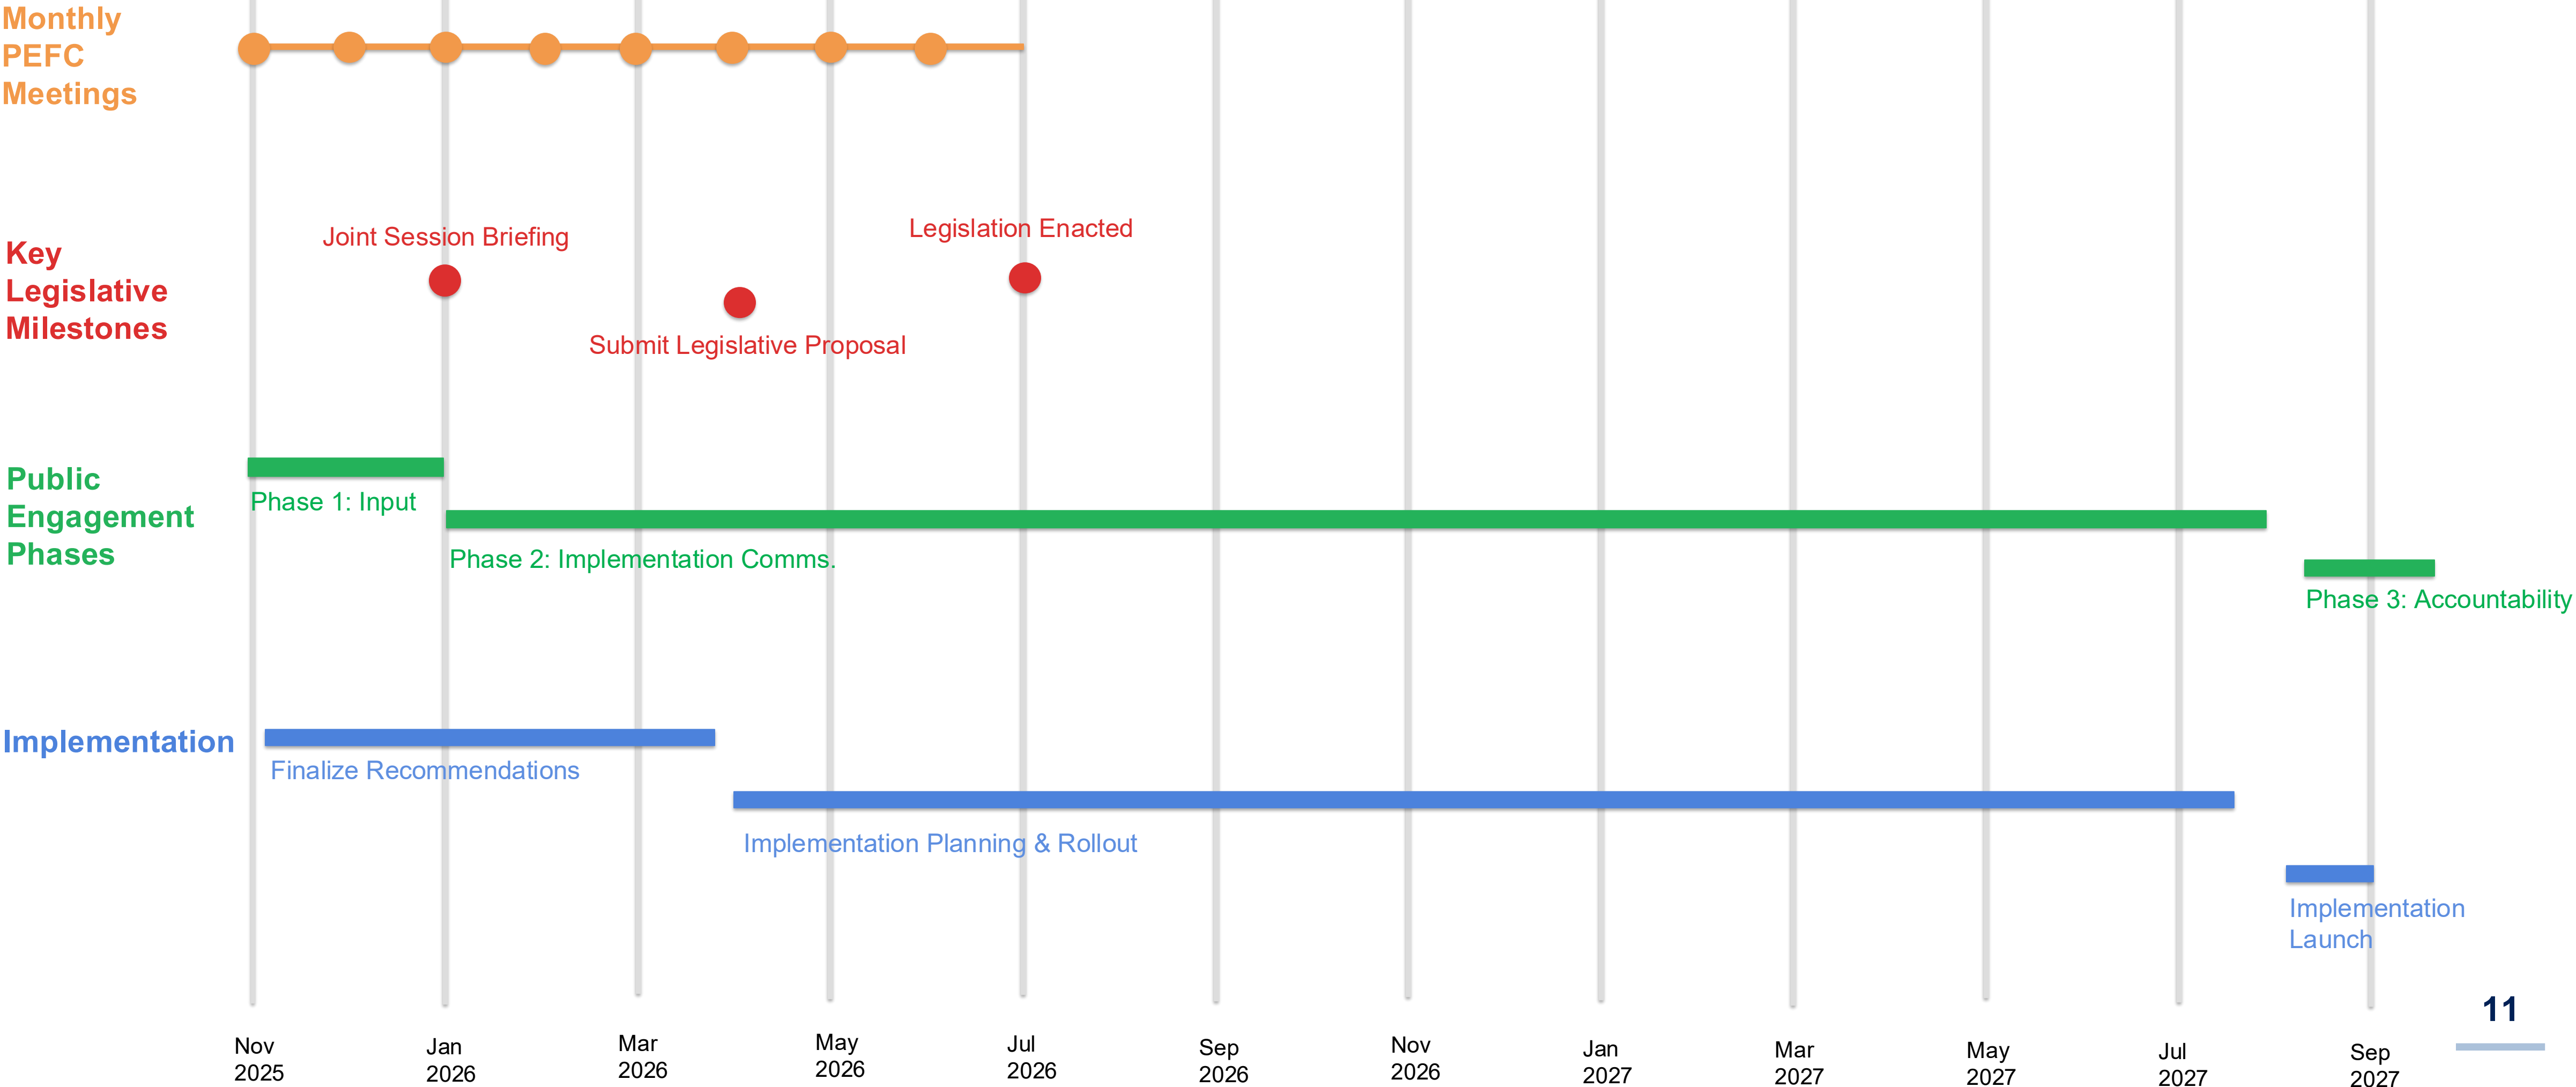 Monthly
PEFC
Meetings
Joint Session Briefing
Legislation Enacted
Key
Legislative
Milestones
Submit Legislative Proposal
Public
Engagement
Phases
Phase 1: Input
Phase 2: Implementation Comms.
Phase 3: Accountability
Implementation
Finalize Recommendations
Implementation Planning & Rollout
Implementation
Launch
11
Nov
2025
Jan
2026
Mar
2026
May
2026
Jul
2026
Sep
2026
Nov
2026
Jan
2027
Mar
2027
May
2027
Jul
2027
Sep
2027